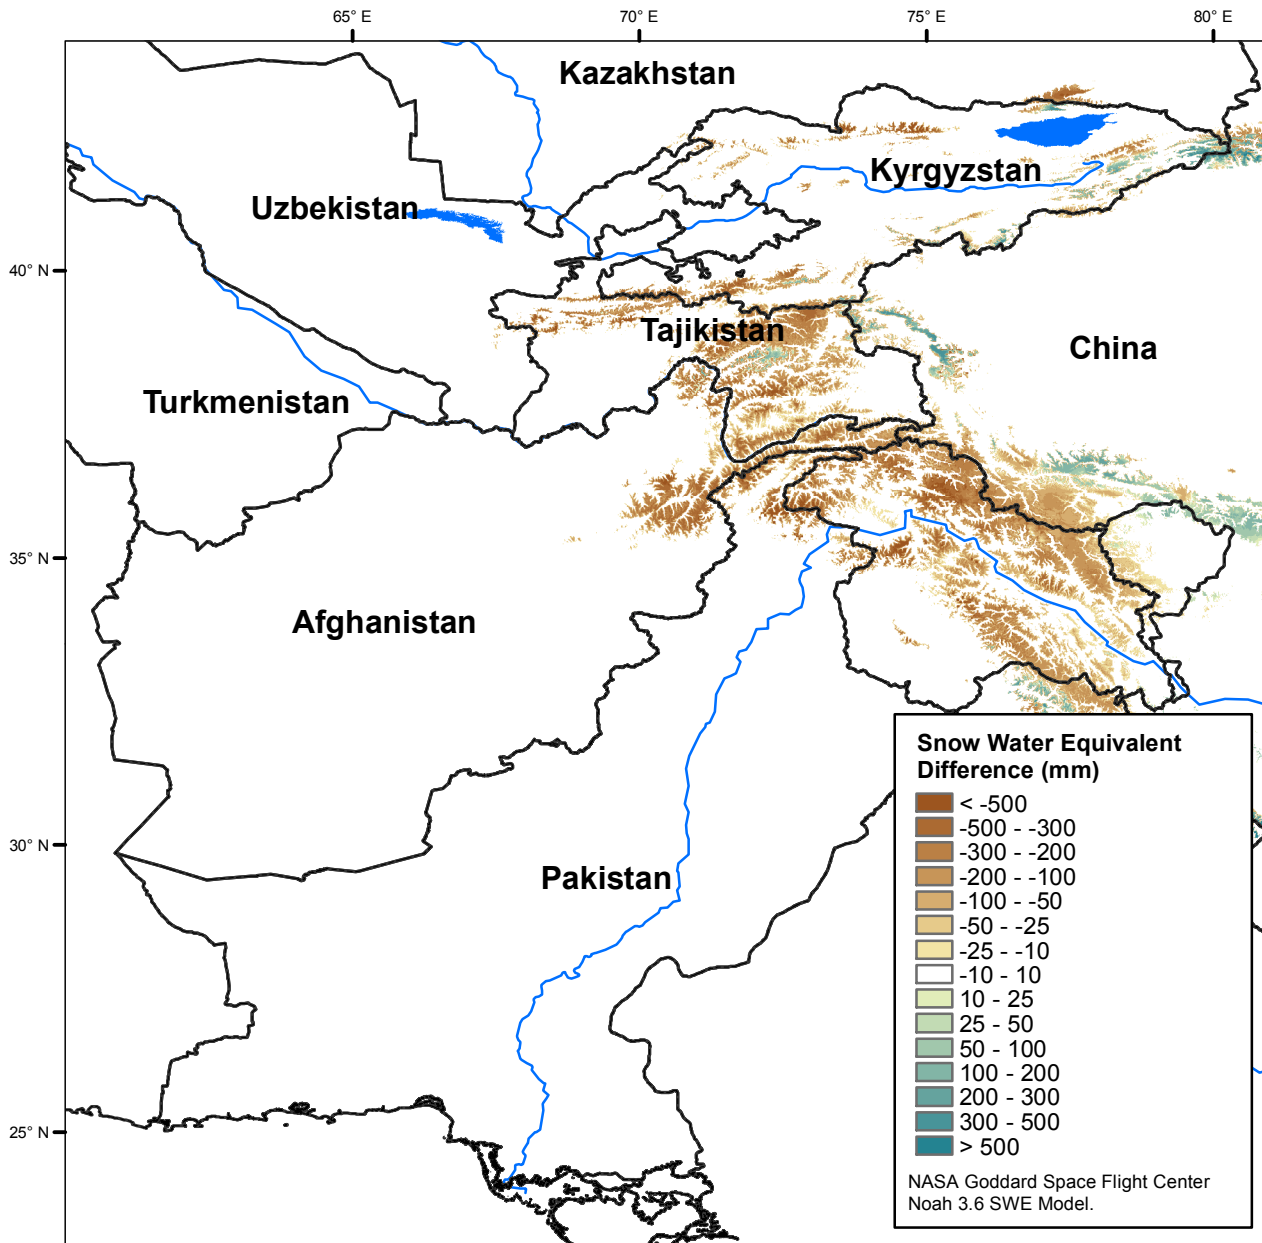 65° E
70° E
75° E
80° E
Kazakhstan
Kyrgyzstan
Uzbekistan
40° N
Tajikistan
China
Turkmenistan
35° N
Afghanistan
30° N
Pakistan
25° N
Snow Water Equivalent
Difference (mm)
< -500
-500 - -300
-300 - -200
-200 - -100
-100 - -50
-50 - -25
-25 - -10
-10 - 10
10 - 25
25 - 50
50 - 100
100 - 200
200 - 300
300 - 500
> 500
NASA Goddard Space Flight Center
Noah 3.6 SWE Model.